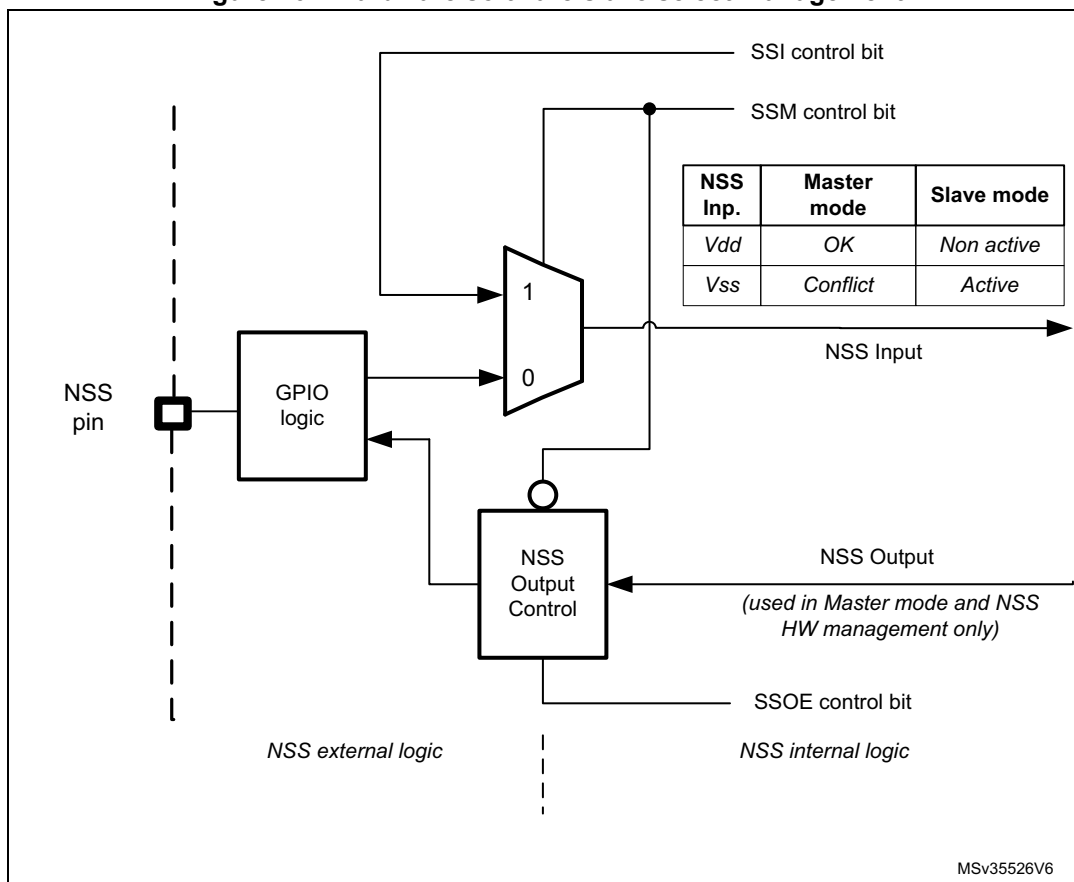 SSI control bit
SSM control bit
NSS Inp. Master mode Slave mode
Vdd OK Non active
Vss Conflict Active
1
NSS Input
0
GPIO
logic
NSS
pin
NSS
Output
Control
NSS Output
(used in Master mode and NSS
HW management only)
SSOE control bit
NSS external logic
NSS internal logic
MSv35526V6